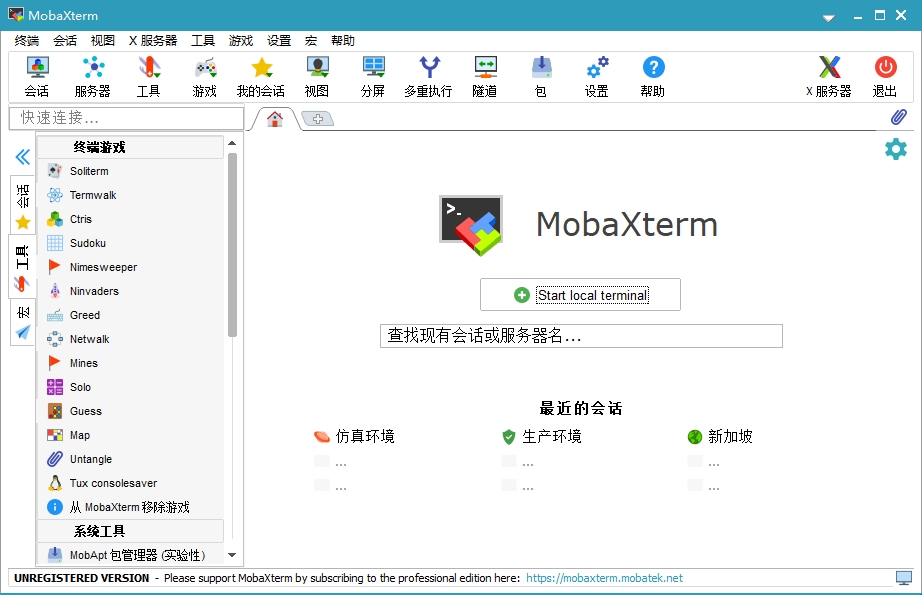 MobaXterm
终端 会话 视图 X 服务器 工具 游戏 设置 宏 帮助
会话 服务器 工具 游戏 我的会话 视图 分屏 多重执行 隧道 包 设置 帮助 X 服务器 退出
快速连接...
会话
工具
宏
终端游戏
Soliterm
Termwalk
Ctris
Sudoku
Nimesweeper
Ninvaders
Greed
Netwalk
Mines
Solo
Guess
Map
Untangle
Tux consolesaver
从 MobaXterm 移除游戏
系统工具
MobApt 包管理器 (实验性)
>_
MobaXterm
Start local terminal
查找现有会话或服务器名...
最近的会话
仿真环境 生产环境 新加坡
... ... ...
... ... ...
UNREGISTERED VERSION - Please support MobaXterm by subscribing to the professional edition here: https://mobaxterm.mobatek.net